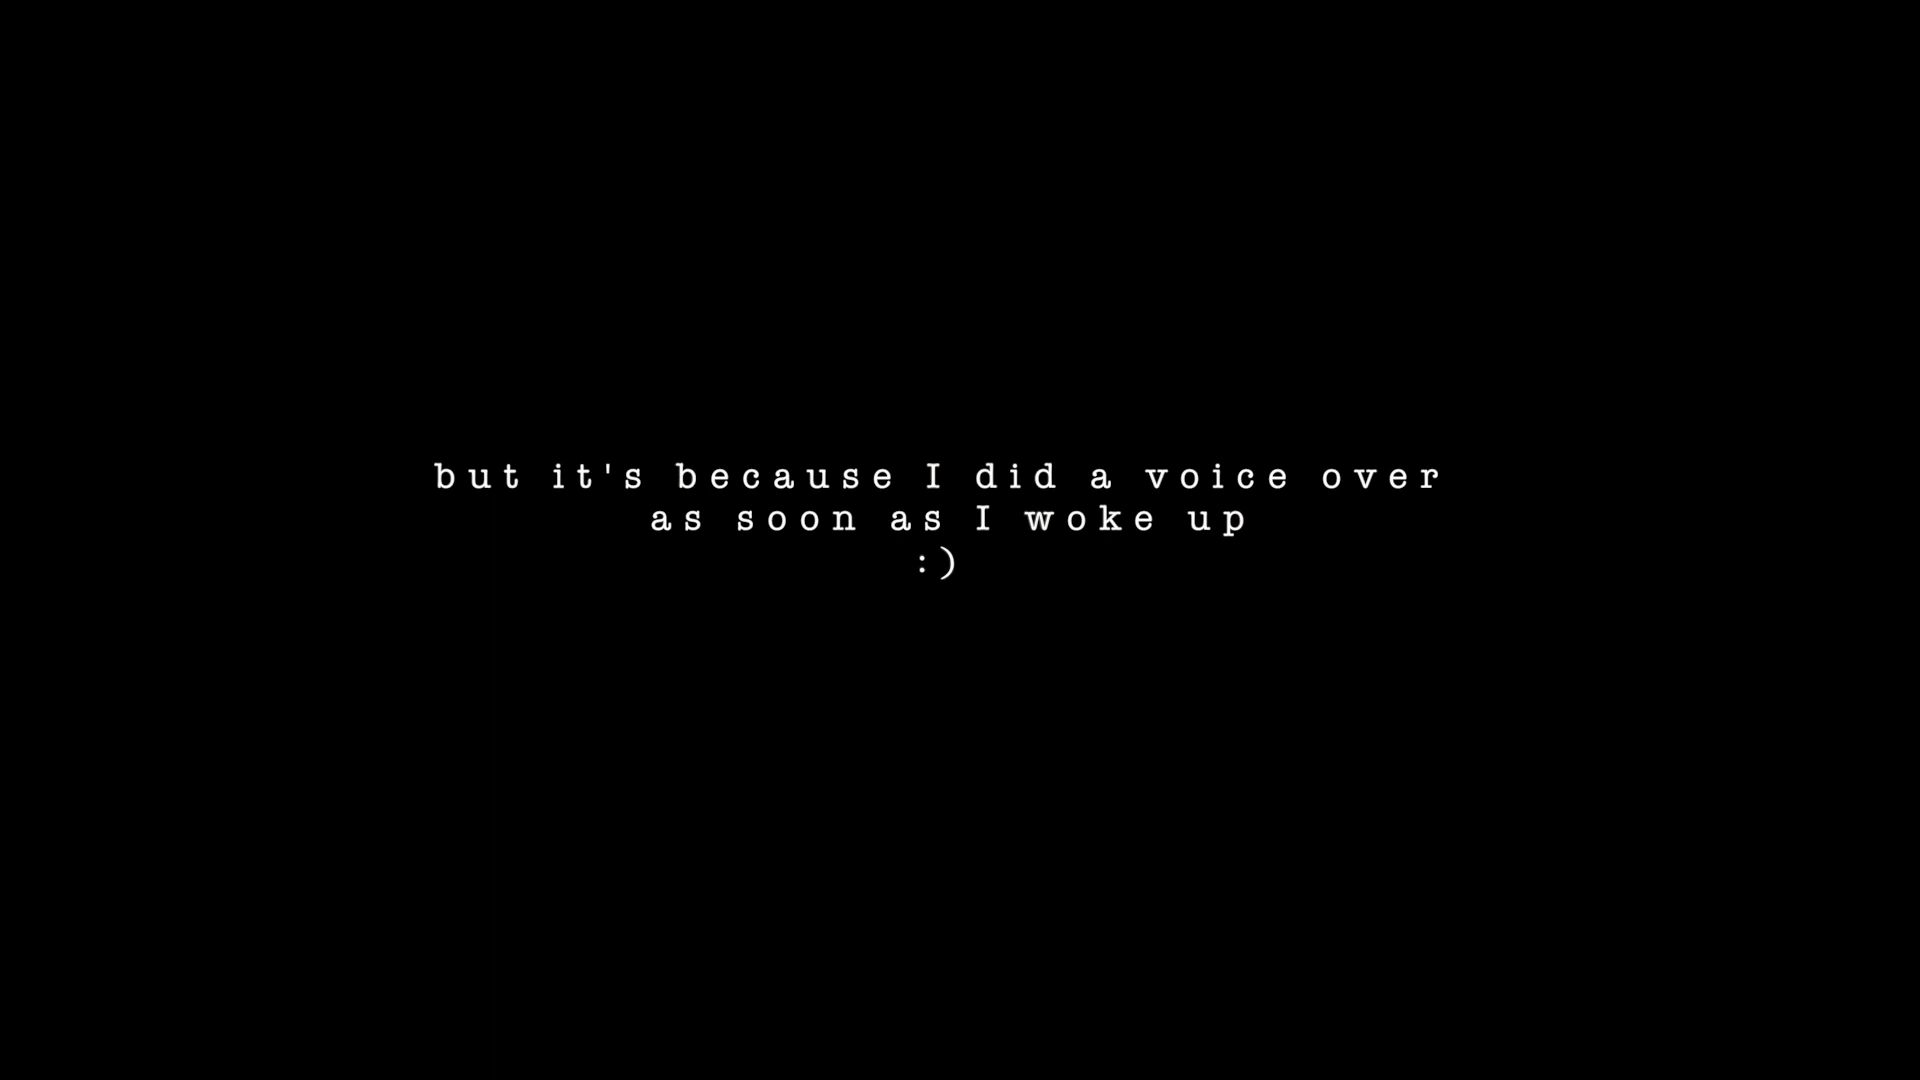 but it's because I did a voice over
as soon as I woke up
:)